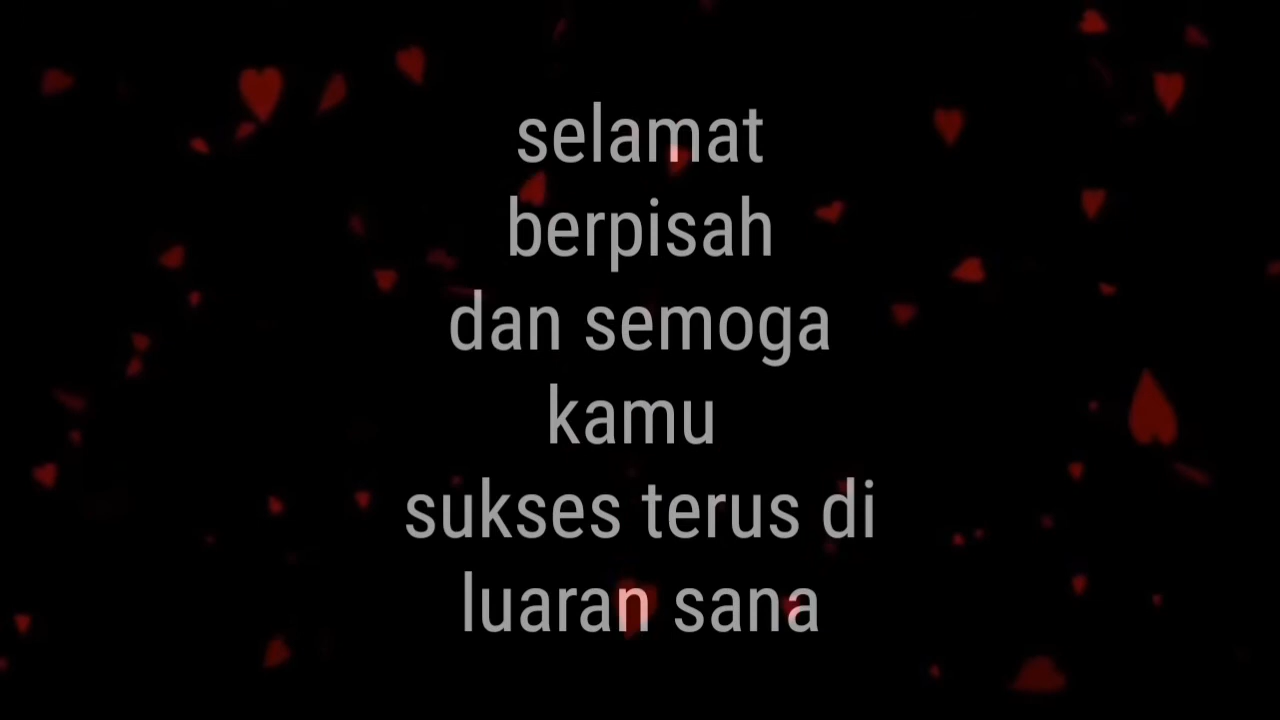 selamat
berpisah
dan semoga
kamu
sukses terus di
luaran sana